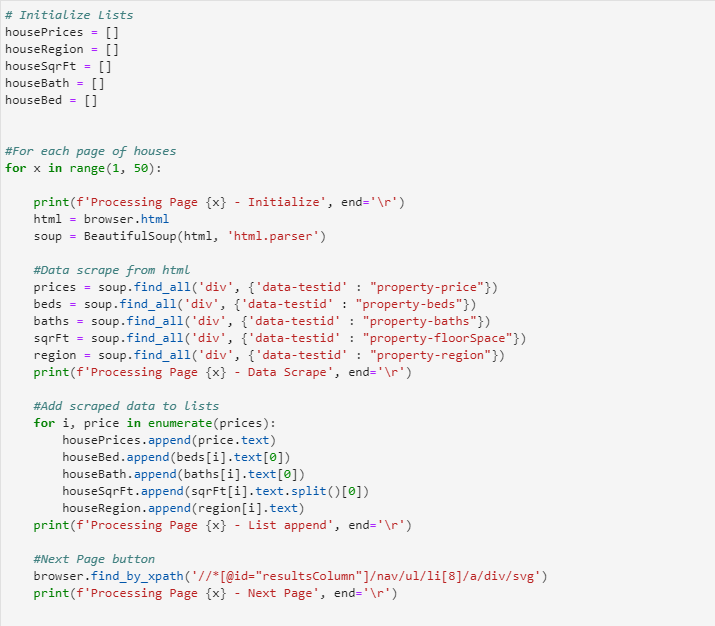 # Initialize Lists
housePrices = []
houseRegion = []
houseSqrFt = []
houseBath = []
houseBed = []

#For each page of houses
for x in range(1, 50):

    print(f'Processing Page {x} - Initialize', end='\r')
    html = browser.html
    soup = BeautifulSoup(html, 'html.parser')

    #Data scrape from html
    prices = soup.find_all('div', {'data-testid' : "property-price"})
    beds = soup.find_all('div', {'data-testid' : "property-beds"})
    baths = soup.find_all('div', {'data-testid' : "property-baths"})
    sqrFt = soup.find_all('div', {'data-testid' : "property-floorSpace"})
    region = soup.find_all('div', {'data-testid' : "property-region"})
    print(f'Processing Page {x} - Data Scrape', end='\r')

    #Add scraped data to lists
    for i, price in enumerate(prices):
        housePrices.append(price.text)
        houseBed.append(beds[i].text[0])
        houseBath.append(baths[i].text[0])
        houseSqrFt.append(sqrFt[i].text.split()[0])
        houseRegion.append(region[i].text)
    print(f'Processing Page {x} - List append', end='\r')

    #Next Page button
    browser.find_by_xpath('//*[@id="resultsColumn"]/nav/ul/li[8]/a/div/svg')
    print(f'Processing Page {x} - Next Page', end='\r')